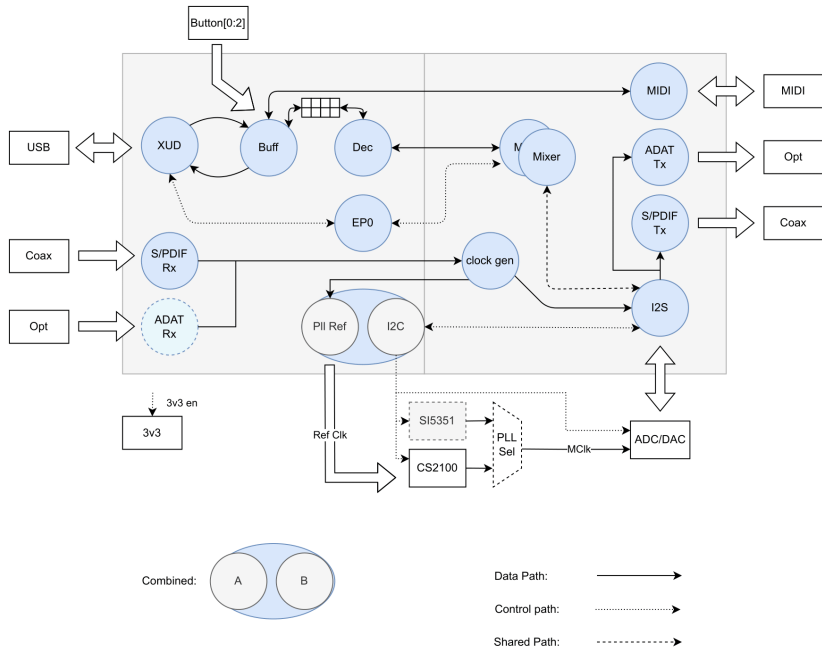 Button[0:2]
USB
XUD
Buff
Dec
M
Mixer
MIDI
MIDI
ADAT
Tx
Opt
EP0
S/PDIF
Tx
Coax
Coax
S/PDIF
Rx
clock gen
I2S
Opt
ADAT
Rx
Pll Ref
I2C
3v3 en
3v3
Ref Clk
SI5351
CS2100
PLL
Sel
MClk
ADC/DAC
Combined:
A
B
Data Path:
Control path:
Shared Path: